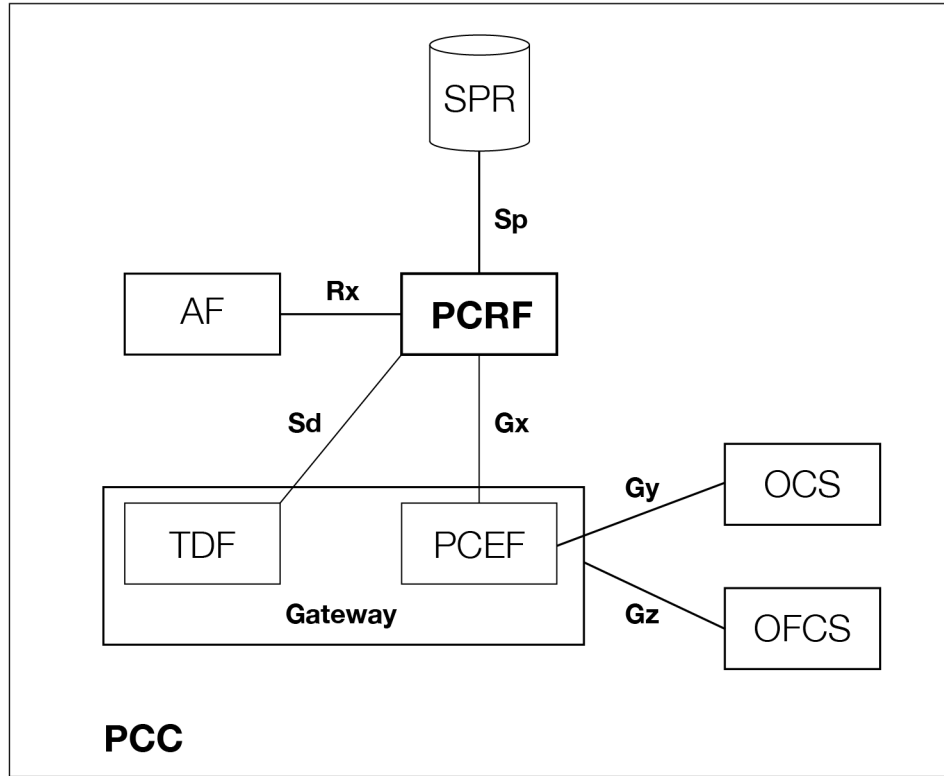 SPR
Sp
AF
Rx
PCRF
Sd
Gx
Gy
OCS
TDF
PCEF
Gateway
Gz
OFCS
PCC